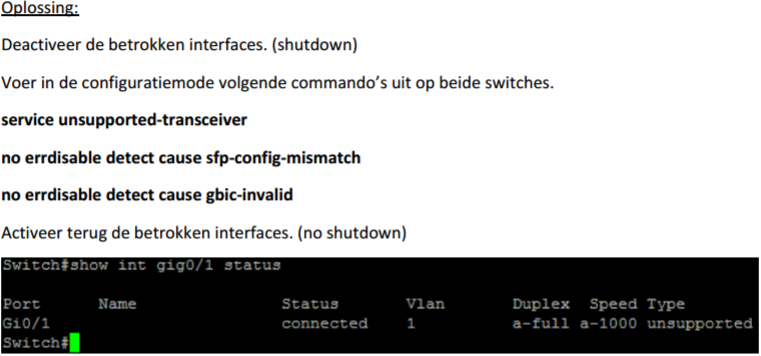 Oplossing:
Deactiveer de betrokken interfaces. (shutdown)
Voer in de configuratiemode volgende commando's uit op beide switches.
service unsupported-transceiver
no errdisable detect cause sfp-config-mismatch
no errdisable detect cause gbic-invalid
Activeer terug de betrokken interfaces. (no shutdown)
Switch#show int gig0/1 status
Port Name Status Vlan Duplex Speed Type
Gi0/1 connected 1 a-full a-1000 unsupported
Switch#